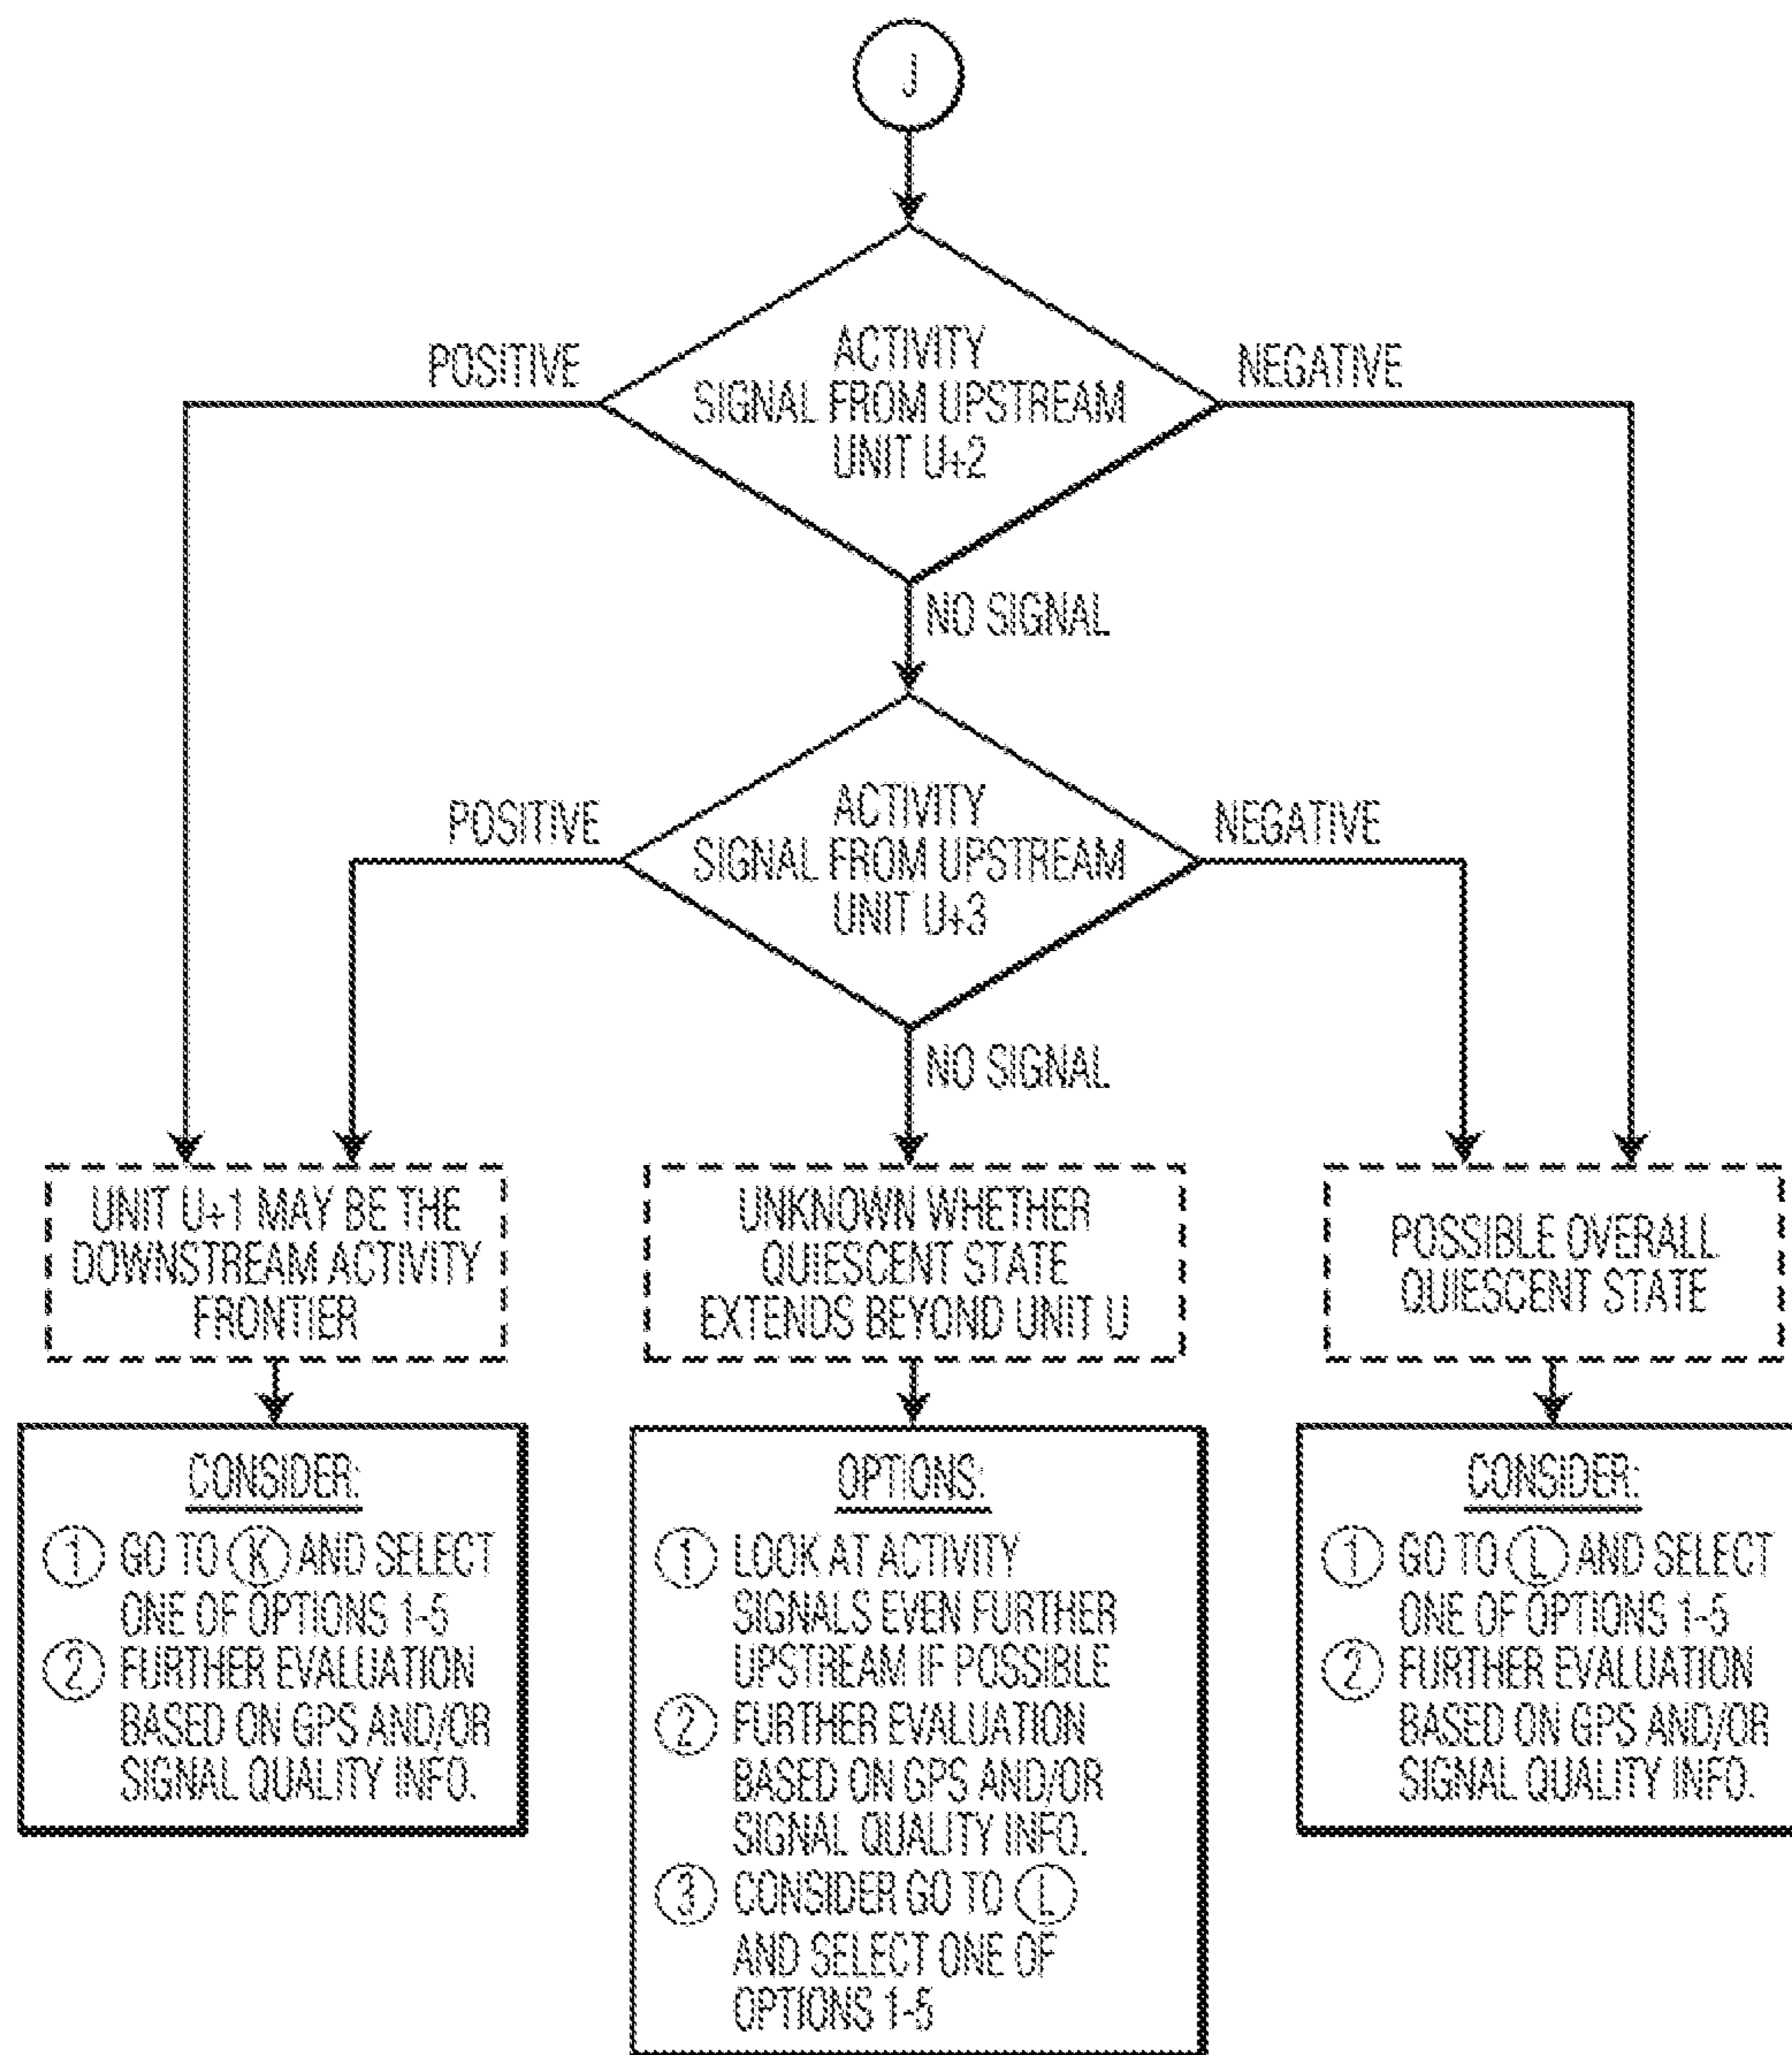 J
POSITIVE
ACTIVITY
SIGNAL FROM UPSTREAM
UNIT U+2
NEGATIVE
NO SIGNAL
POSITIVE
ACTIVITY
SIGNAL FROM UPSTREAM
UNIT U+3
NEGATIVE
NO SIGNAL
UNIT U+1 MAY BE THE
DOWNSTREAM ACTIVITY
FRONTIER
UNKNOWN WHETHER
QUIESCENT STATE
EXTENDS BEYOND UNIT U
POSSIBLE OVERALL
QUIESCENT STATE
CONSIDER:
1 GO TO K AND SELECT
ONE OF OPTIONS 1-5
2 FURTHER EVALUATION
BASED ON GPS AND/OR
SIGNAL QUALITY INFO.
OPTIONS:
1 LOOK AT ACTIVITY
SIGNALS EVEN FURTHER
UPSTREAM IF POSSIBLE
2 FURTHER EVALUATION
BASED ON GPS AND/OR
SIGNAL QUALITY INFO.
3 CONSIDER GO TO L
AND SELECT ONE OF
OPTIONS 1-5
CONSIDER:
1 GO TO L AND SELECT
ONE OF OPTIONS 1-5
2 FURTHER EVALUATION
BASED ON GPS AND/OR
SIGNAL QUALITY INFO.